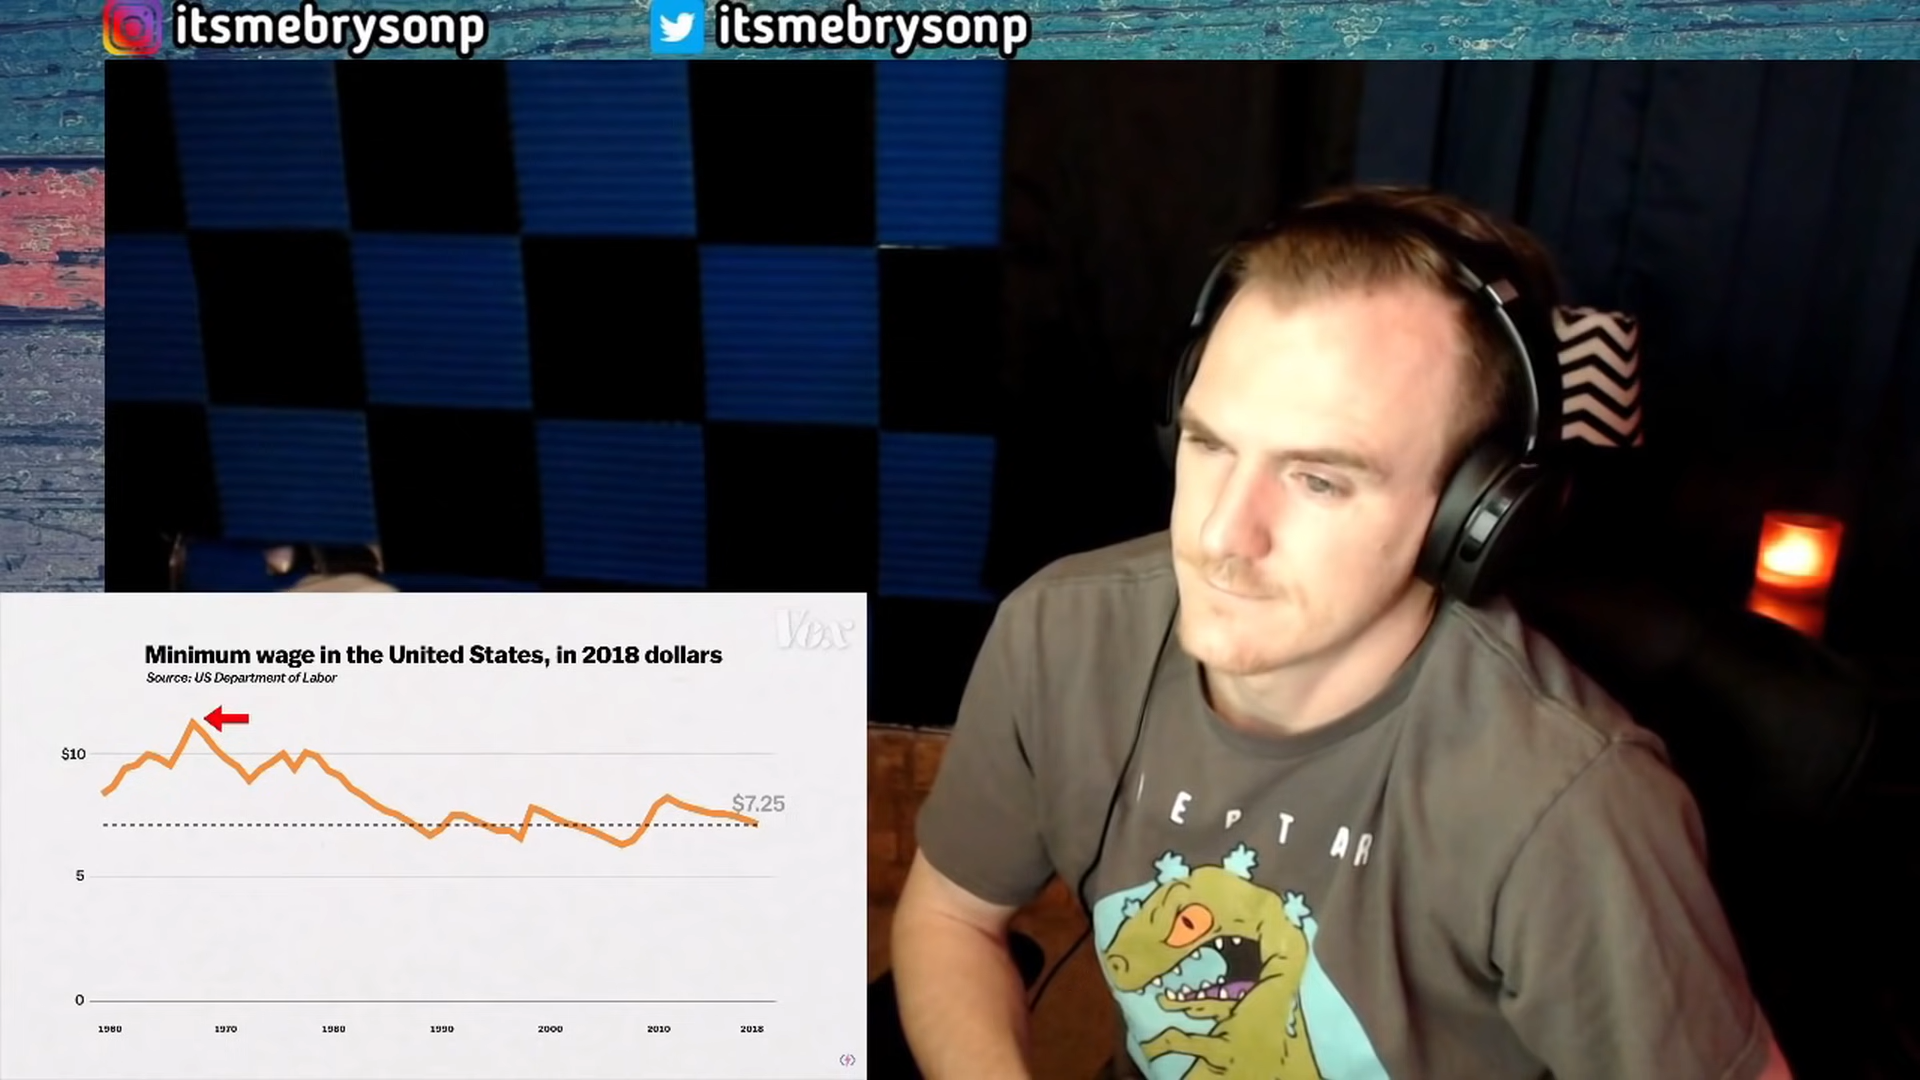 itsmebrysonp itsmebrysonp
Vox
Minimum wage in the United States, in 2018 dollars
Source: US Department of Labor
$10
$7.25
5
0
1960 1970 1980 1990 2000 2010 2018
EPTAR